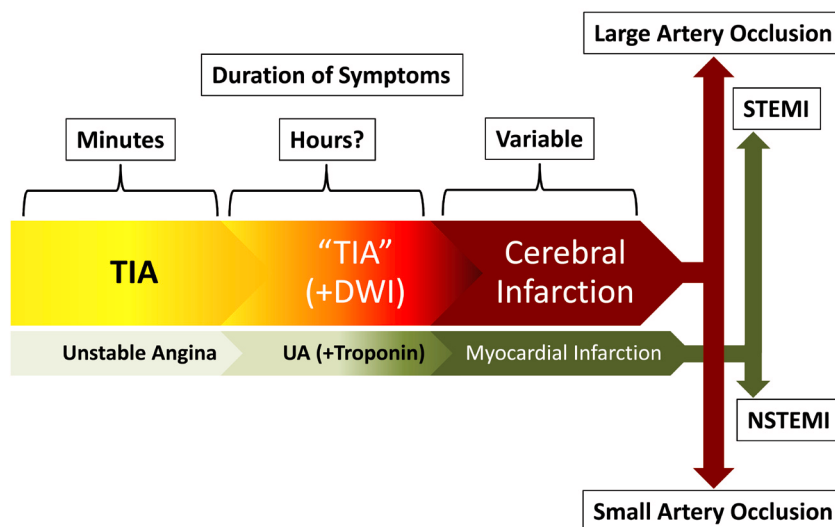 Large Artery Occlusion
Duration of Symptoms
STEMI
Minutes
Hours?
Variable
TIA
“TIA”
(+DWI)
Cerebral
Infarction
Unstable Angina
UA (+Troponin)
Myocardial Infarction
NSTEMI
Small Artery Occlusion